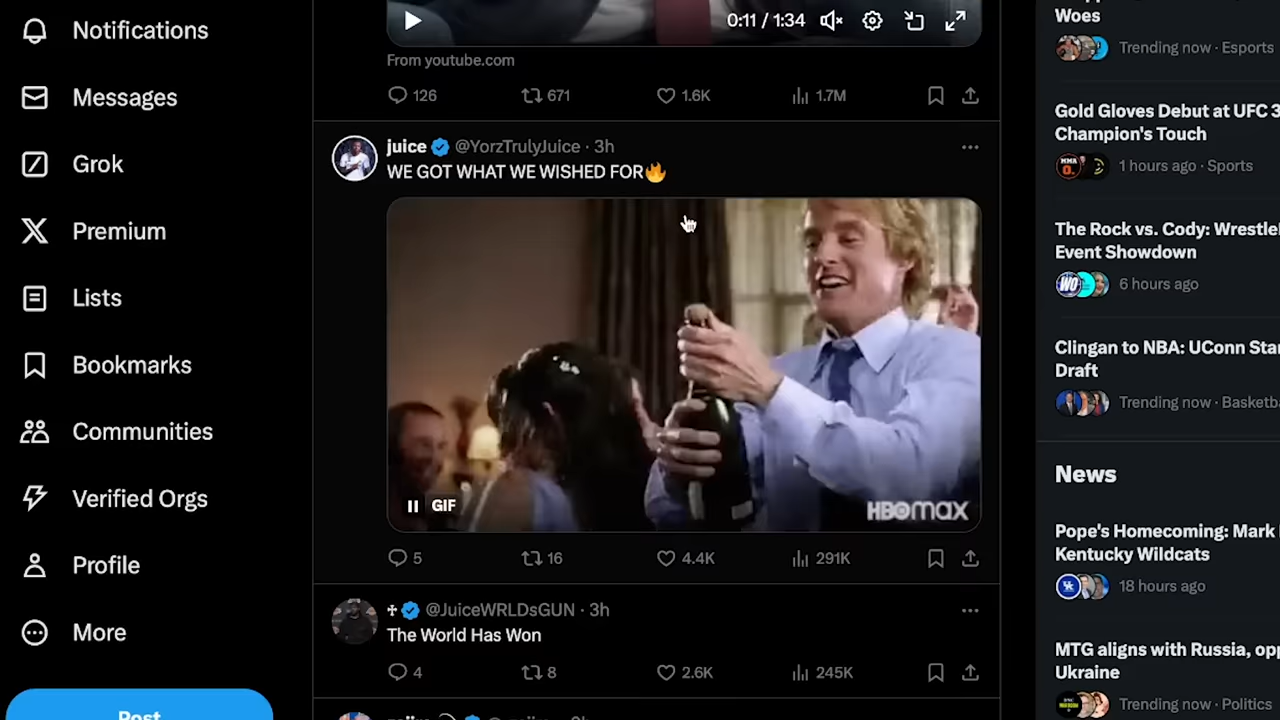 Notifications
Messages
Grok
Premium
Lists
Bookmarks
Communities
Verified Orgs
Profile
More
Post
0:11 / 1:34
From youtube.com
126 671 1.6K 1.7M
juice @YorzTrulyJuice · 3h
WE GOT WHAT WE WISHED FOR🔥
GIF
HBOmax
5 16 4.4K 291K
@JuiceWRLDsGUN · 3h
The World Has Won
4 8 2.6K 245K
Woes
Trending now · Esports
Gold Gloves Debut at UFC 3
Champion's Touch
1 hours ago · Sports
The Rock vs. Cody: Wrestle
Event Showdown
6 hours ago
Clingan to NBA: UConn Sta
Draft
Trending now · Basketb
News
Pope's Homecoming: Mark
Kentucky Wildcats
18 hours ago
MTG aligns with Russia, op
Ukraine
Trending now · Politics